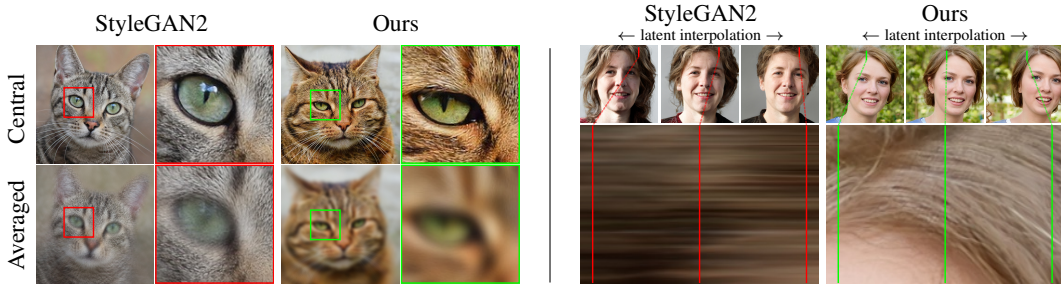 StyleGAN2
Ours
StyleGAN2
Ours
← latent interpolation →
← latent interpolation →
Central
Averaged